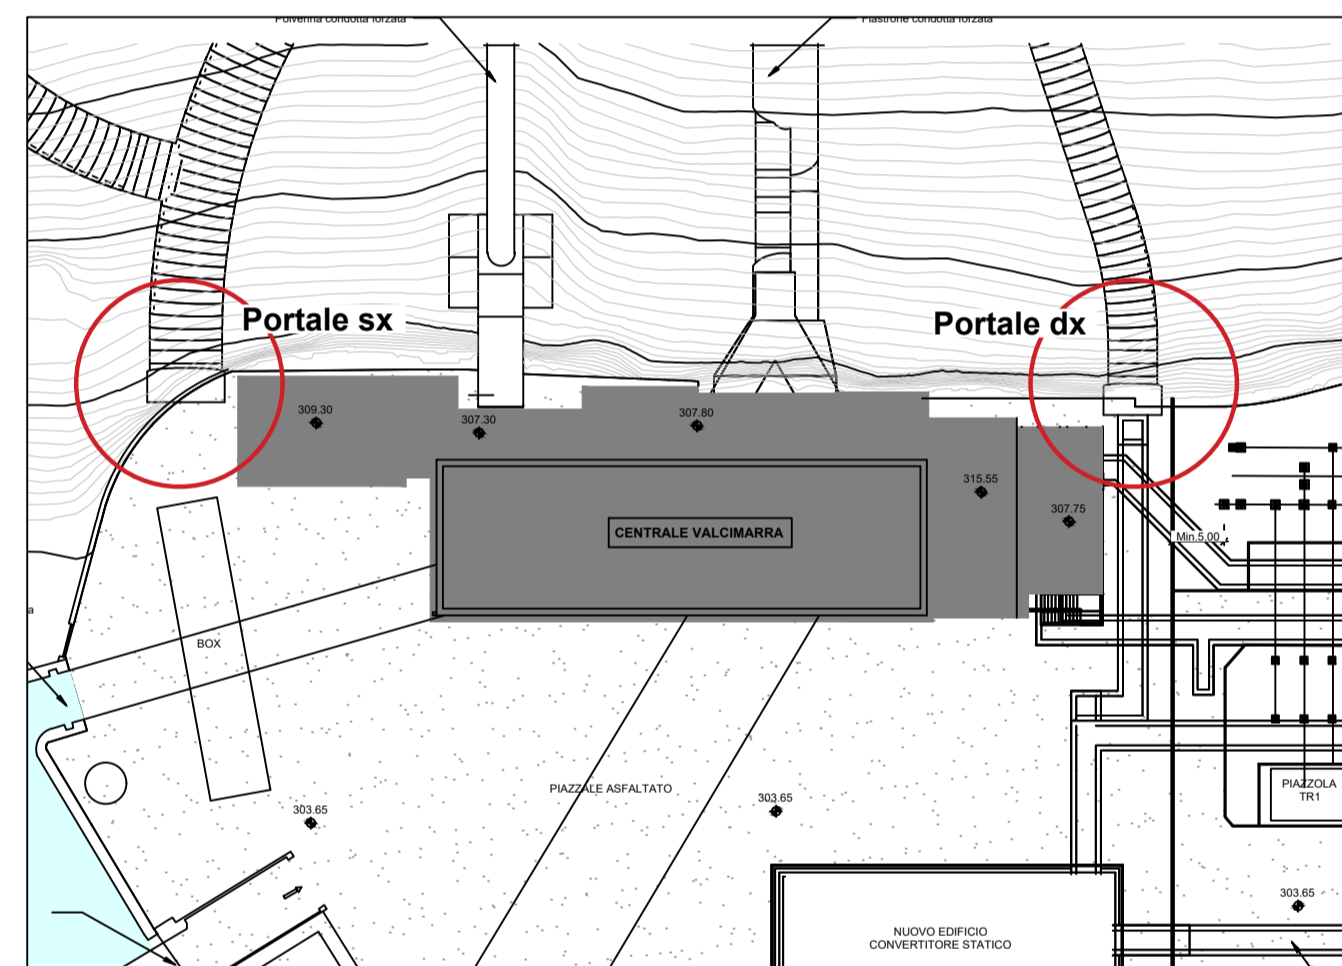 Polvenna condotta forzata
Piastrone condotta forzata
Portale sx
Portale dx
309.30
307.30
307.80
315.55
307.75
CENTRALE VALCIMARRA
Min.5.00
a
BOX
PIAZZALE ASFALTATO
303.65
303.65
PIAZZOLA
TR1
303.65
NUOVO EDIFICIO
CONVERTITORE STATICO